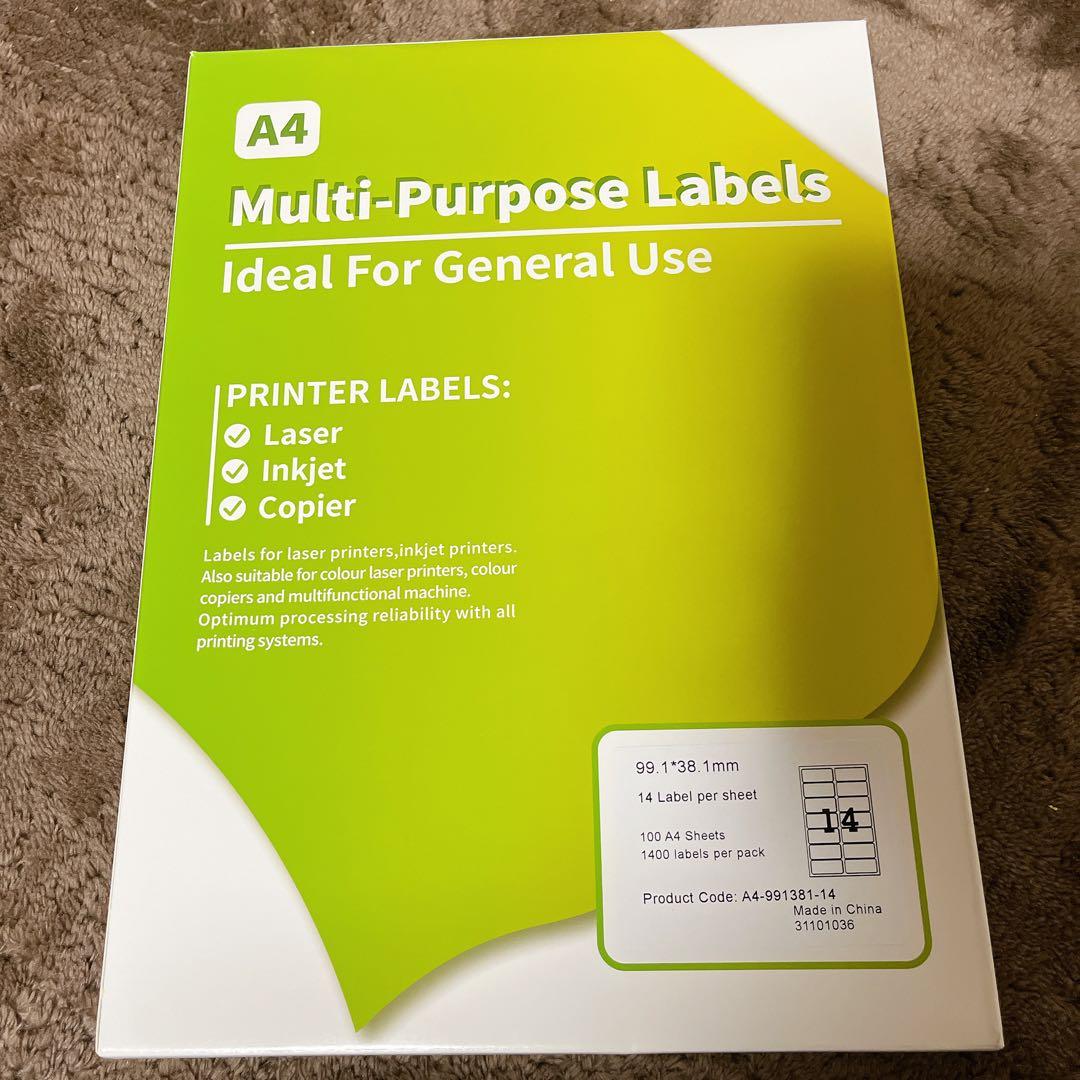 A4
Multi-Purpose Labels
Ideal For General Use
PRINTER LABELS:
Laser
Inkjet
Copier
Labels for laser printers,inkjet printers.
Also suitable for colour laser printers, colour
copiers and multifunctional machine.
Optimum processing reliability with all
printing systems.
99.1*38.1mm
14 Label per sheet
14
100 A4 Sheets
1400 labels per pack
Product Code: A4-991381-14
Made in China
31101036